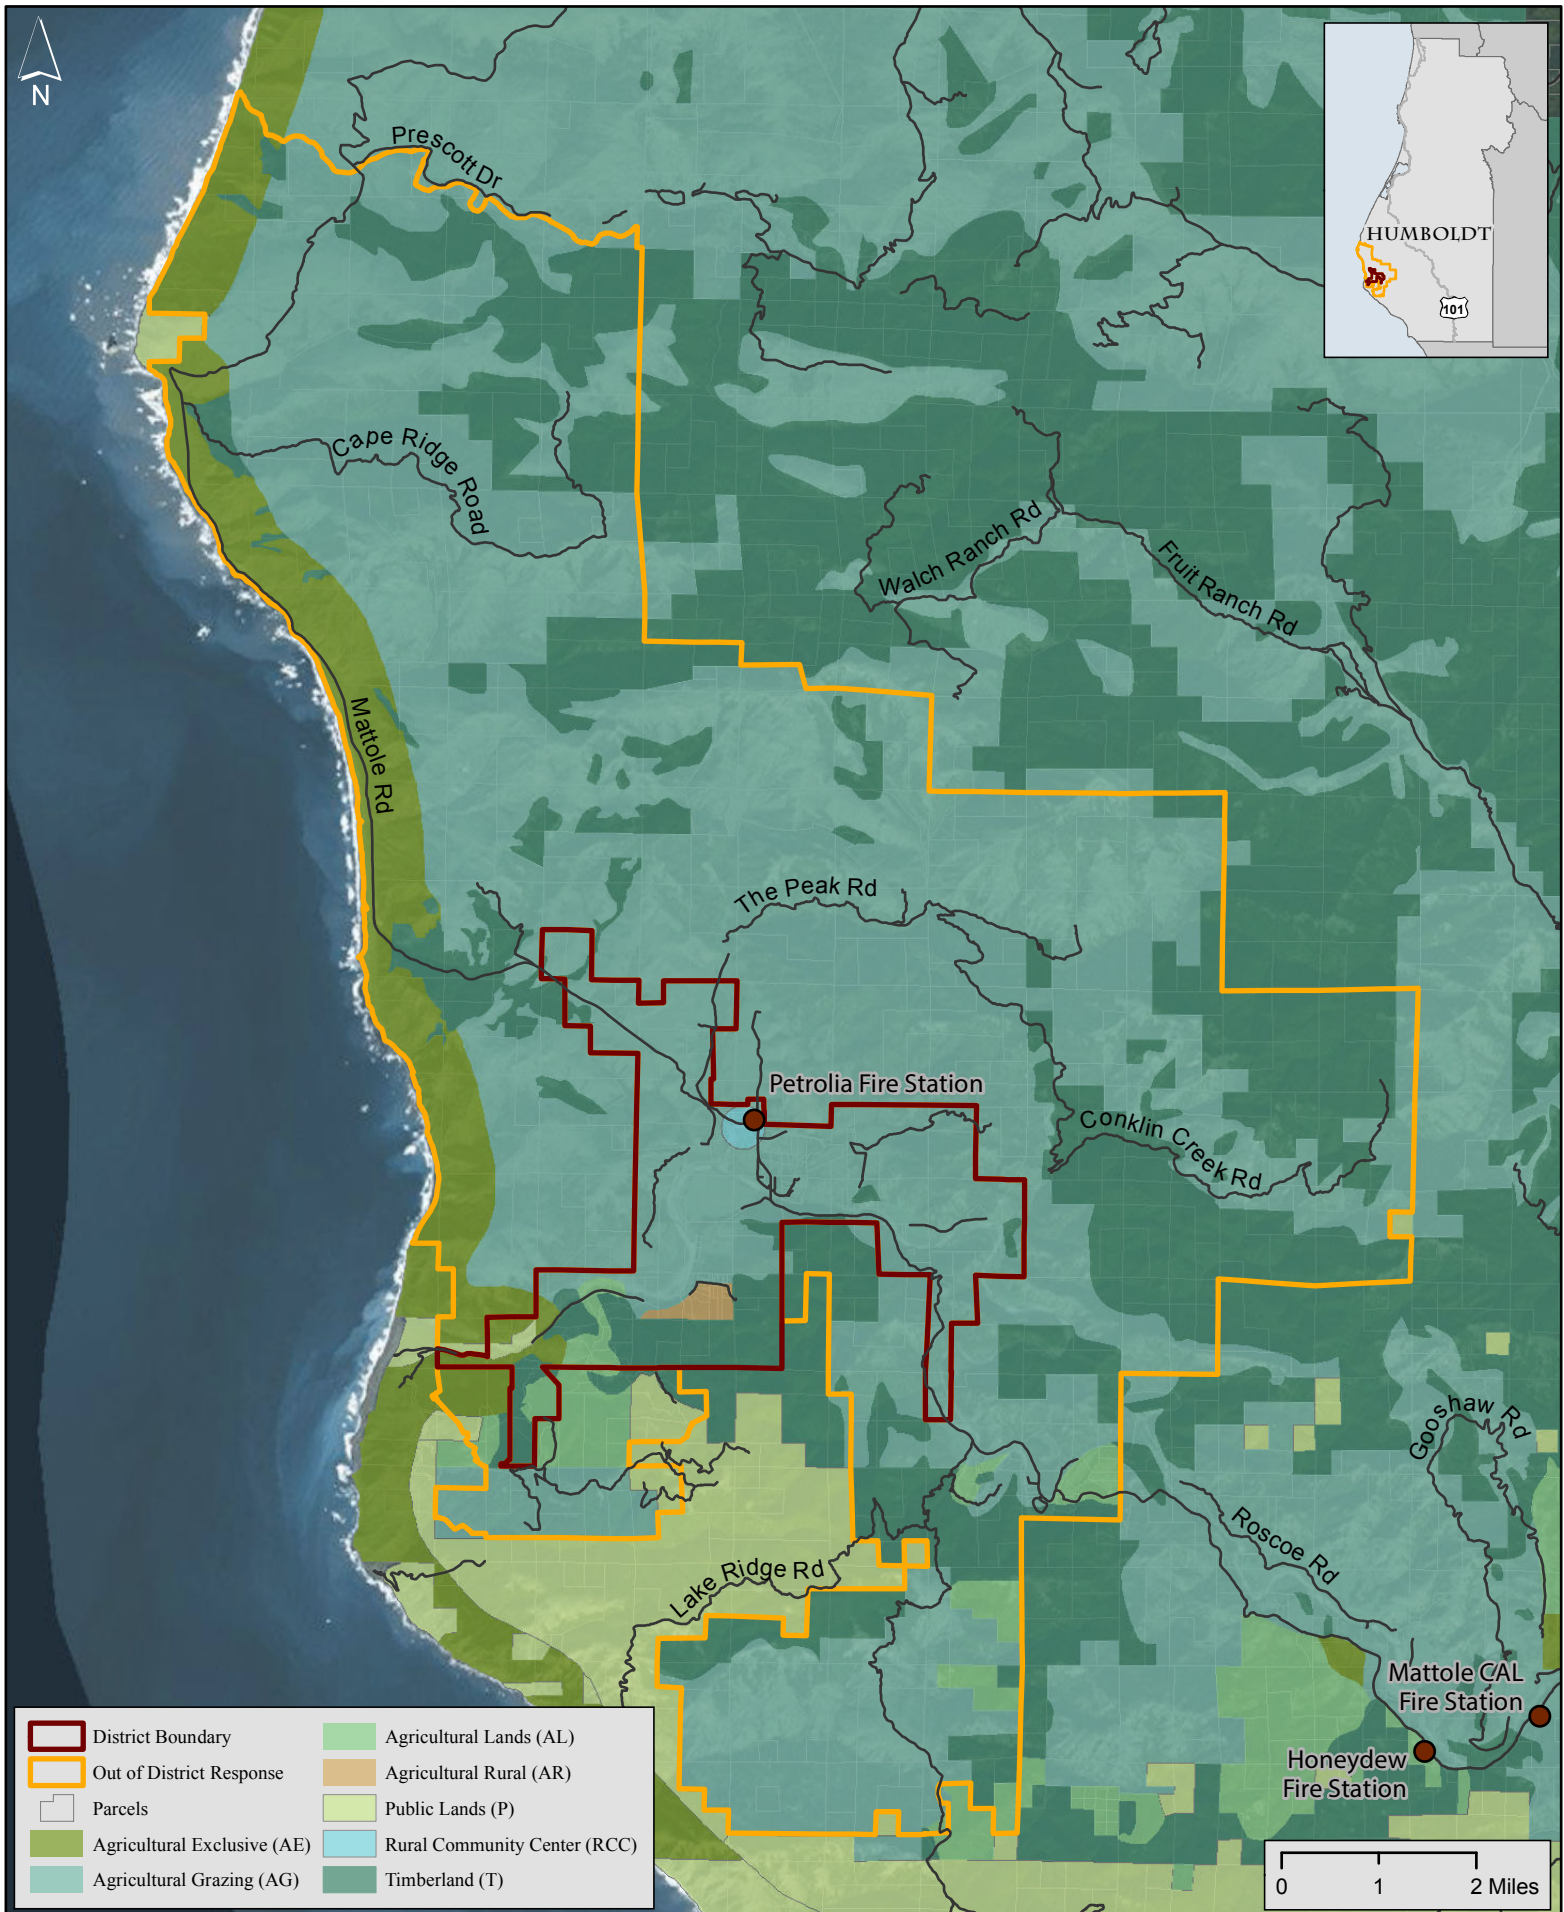 N
Prescott Dr
HUMBOLDT
101
Cape Ridge Road
Walch Ranch Rd
Fruit Ranch Rd
Mattole Rd
The Peak Rd
Petrolia Fire Station
Conklin Creek Rd
Gooshaw Rd
Roscoe Rd
Lake Ridge Rd
Mattole CAL
Fire Station
Honeydew
Fire Station
District Boundary
Out of District Response
Parcels
Agricultural Exclusive (AE)
Agricultural Grazing (AG)
Agricultural Lands (AL)
Agricultural Rural (AR)
Public Lands (P)
Rural Community Center (RCC)
Timberland (T)
0 1 2 Miles